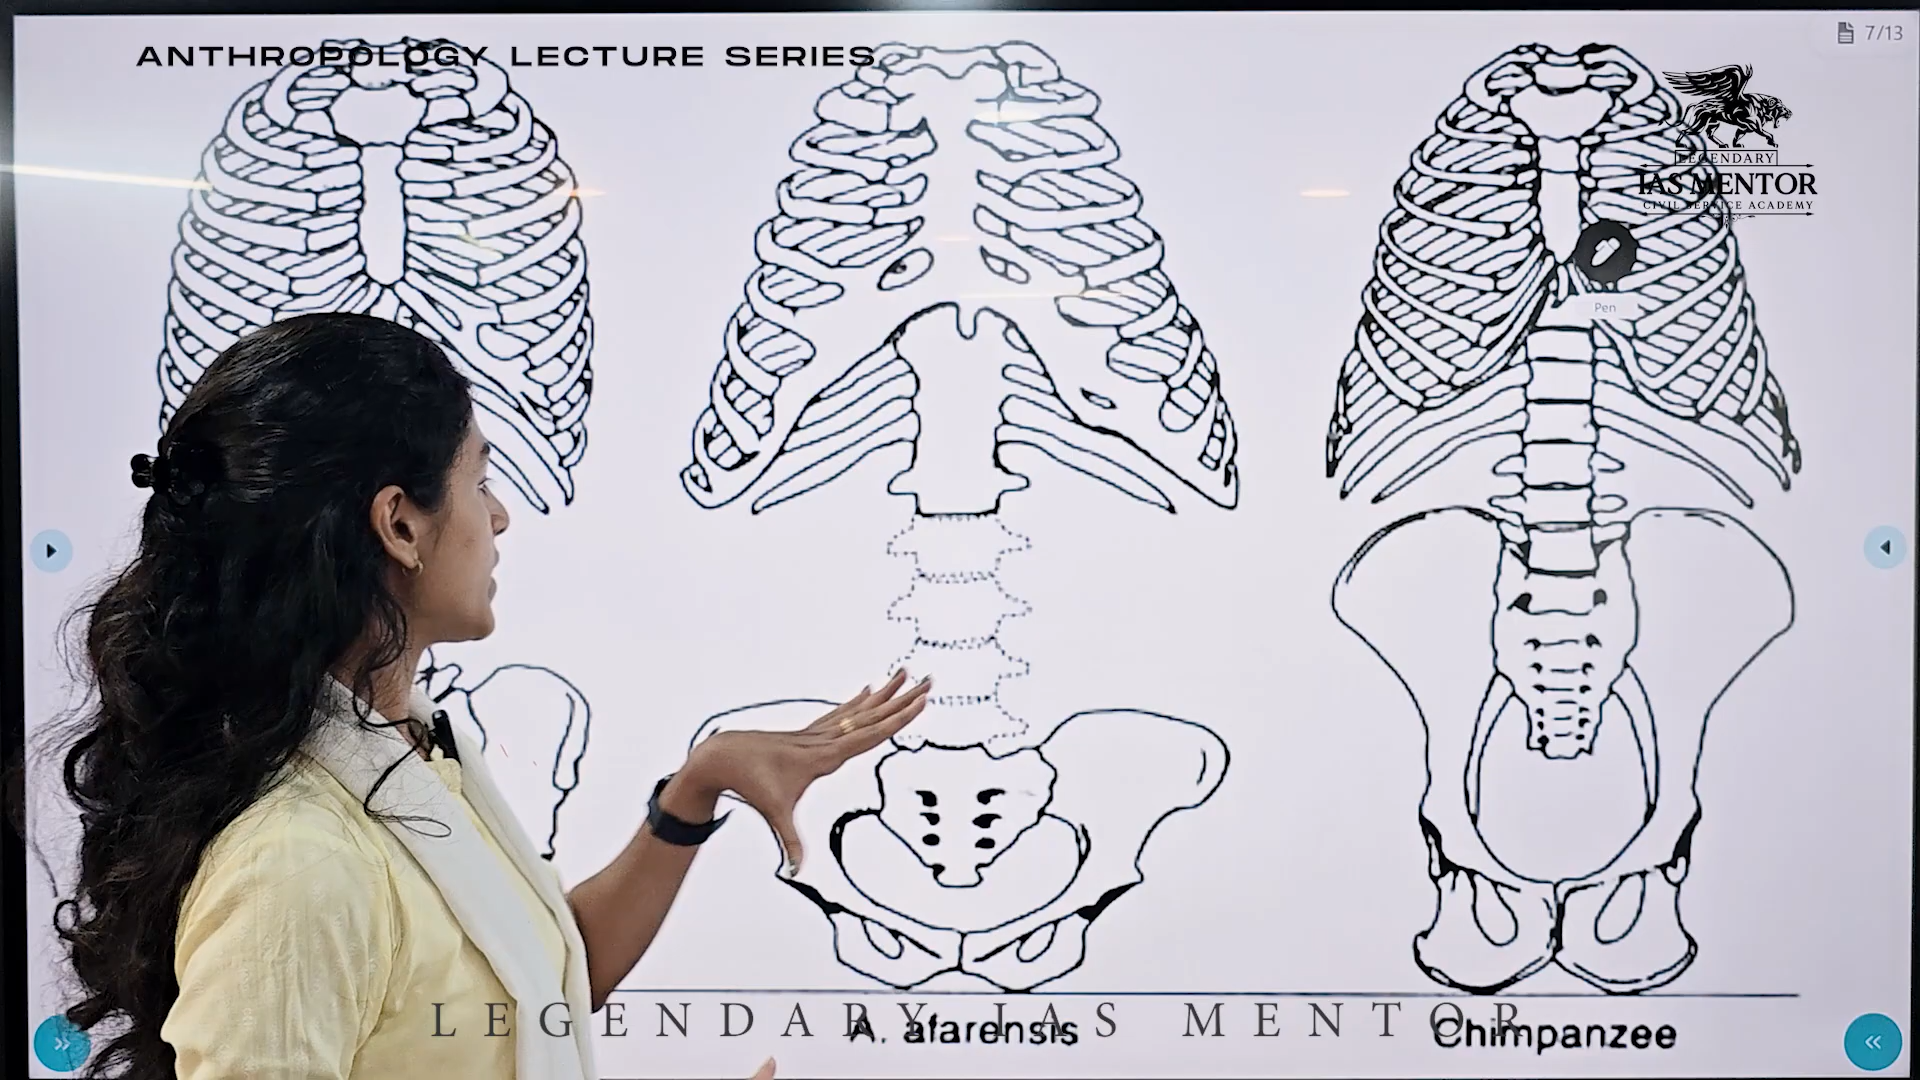 ANTHROPOLOGY LECTURE SERIES
7/13
LEGENDARY
IAS MENTOR
CIVIL SERVICE ACADEMY
Pen
LEGENDARY IAS MENTOR
A. afarensis
Chimpanzee